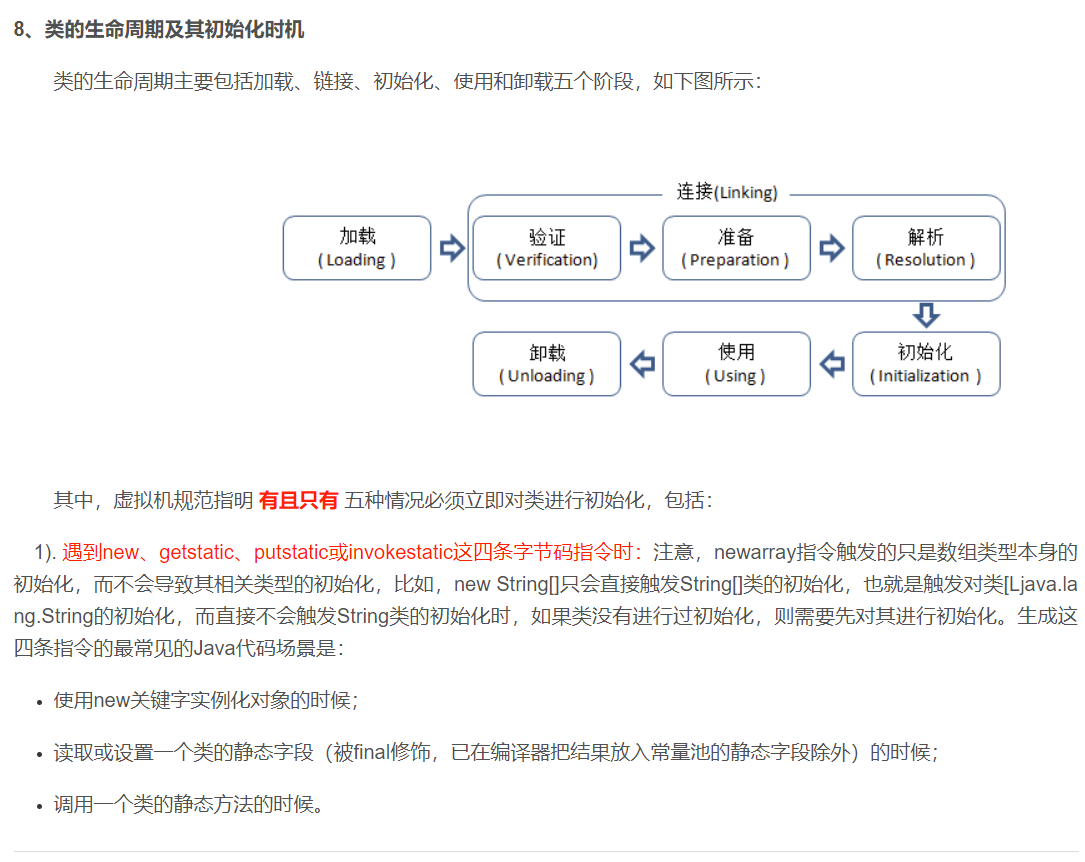 8、类的生命周期及其初始化时机
类的生命周期主要包括加载、链接、初始化、使用和卸载五个阶段，如下图所示：
连接(Linking)
加载
( Loading )
验证
( Verification)
准备
( Preparation )
解析
( Resolution )
卸载
( Unloading )
使用
( Using )
初始化
(Initialization )
其中，虚拟机规范指明 有且只有 五种情况必须立即对类进行初始化，包括：
1). 遇到new、getstatic、putstatic或invokestatic这四条字节码指令时：注意，newarray指令触发的只是数组类型本身的
初始化，而不会导致其相关类型的初始化，比如，new String[]只会直接触发String[]类的初始化，也就是触发对类[Ljava.la
ng.String的初始化，而直接不会触发String类的初始化时，如果类没有进行过初始化，则需要先对其进行初始化。生成这
四条指令的最常见的Java代码场景是：
• 使用new关键字实例化对象的时候；
• 读取或设置一个类的静态字段（被final修饰，已在编译器把结果放入常量池的静态字段除外）的时候；
• 调用一个类的静态方法的时候。